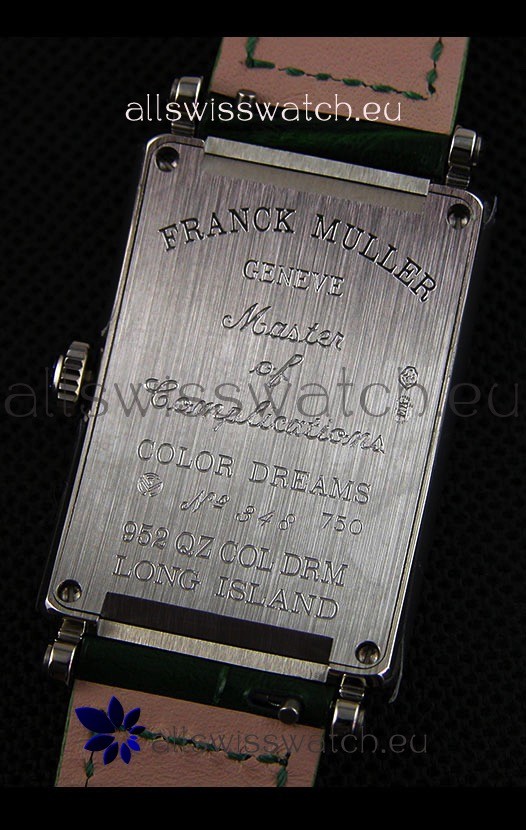 allswisswatch.eu
FRANCK MULLER
GENEVE
Master
of
allswisswatch.eu
Complications
COLOR DREAMS
Nº 348 750
952 QZ COL DRM
LONG ISLAND
allswisswatch.eu